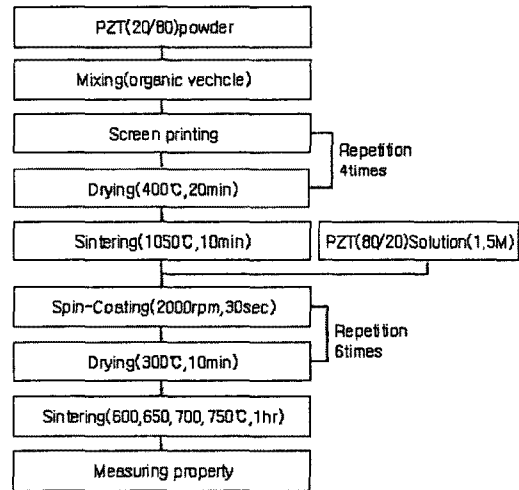 PZT(20/80)powder
Mixing(organic vechcle)
Screen printing
Repetition
4times
Drying(400℃,20min)
Sintering(1050℃,10min)
PZT(80/20)Solution(1,5M)
Spin-Coating(2000rpm,30sec)
Repetition
6times
Drying(300℃,10min)
Sintering(600,650,700,750℃,1hr)
Measuring property